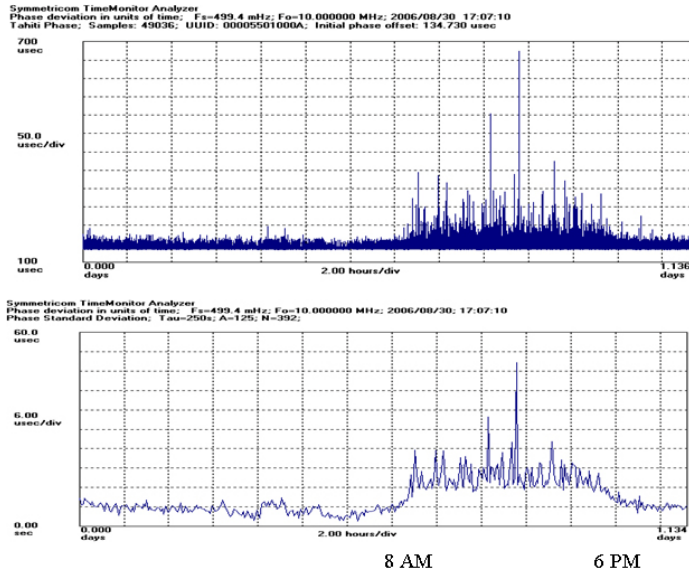 Symmetricom TimeMonitor Analyzer
Phase deviation in units of time; Fs=499.4 mHz; Fo=10.000000 MHz; 2006/08/30 17:07:10
Tahiti Phase; Samples: 49036; UUID: 00005501000A; Initial phase offset: 134.730 usec
700
usec
50.0
usec/div
100
usec
0.000
days
2.00 hours/div
1.136
days
Symmetricom TimeMonitor Analyzer
Phase deviation in units of time; Fs=499.4 mHz; Fo=10.000000 MHz; 2006/08/30; 17:07:10
Phase Standard Deviation; Tau=250s; A=125; N=392;
60.0
usec
6.00
usec/div
0.00
sec
0.000
days
2.00 hours/div
1.134
days
8 AM 6 PM